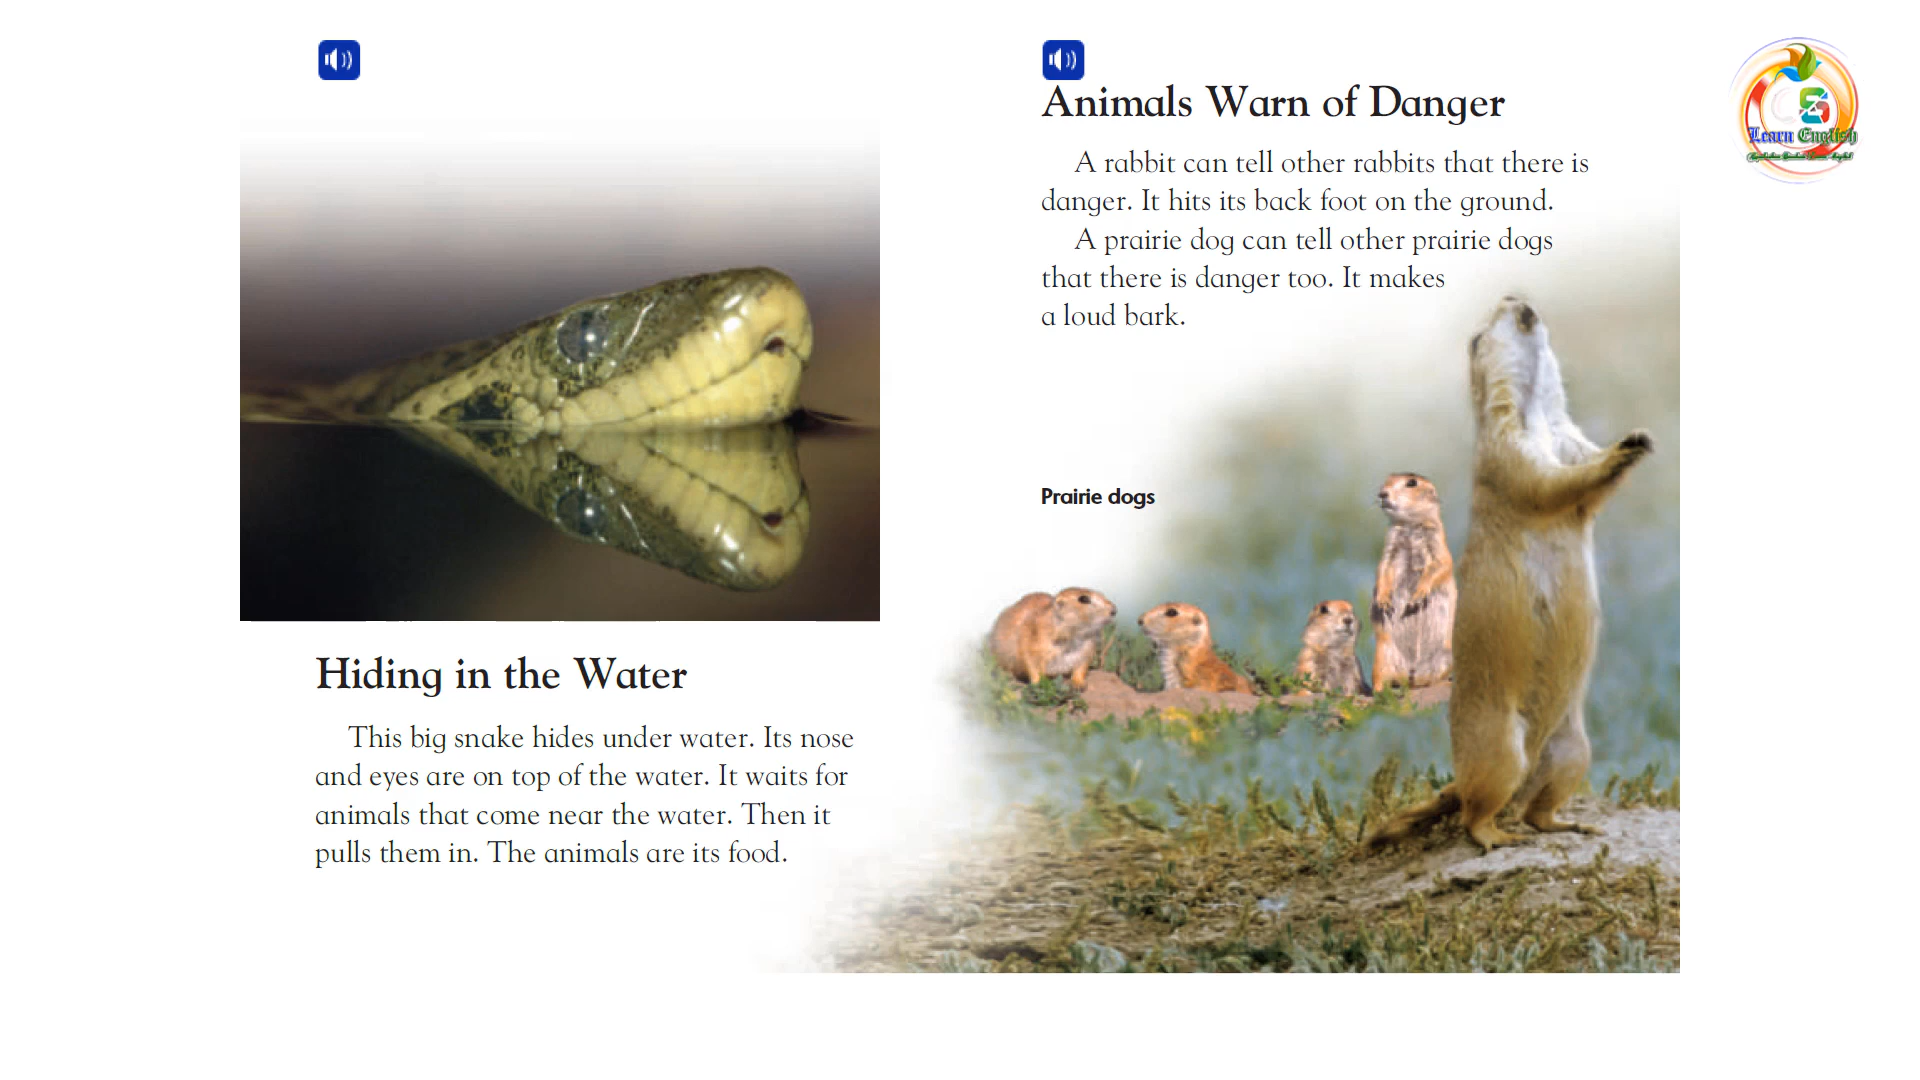 Hiding in the Water
This big snake hides under water. Its nose
and eyes are on top of the water. It waits for
animals that come near the water. Then it
pulls them in. The animals are its food.
Animals Warn of Danger
A rabbit can tell other rabbits that there is
danger. It hits its back foot on the ground.
A prairie dog can tell other prairie dogs
that there is danger too. It makes
a loud bark.
Prairie dogs
Learn English